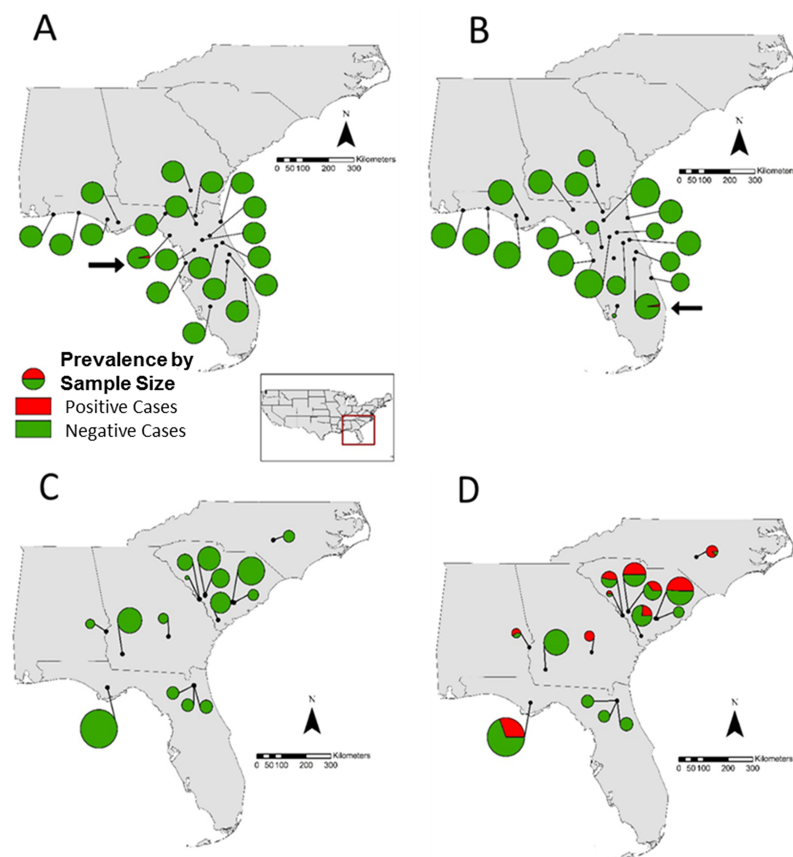 A
B
N
N
Kilometers
0 50 100 200 300
Kilometers
0 50 100 200 300
Prevalence by
Sample Size
Positive Cases
Negative Cases
C
D
N
N
Kilometers
0 50 100 200 300
Kilometers
0 50 100 200 300